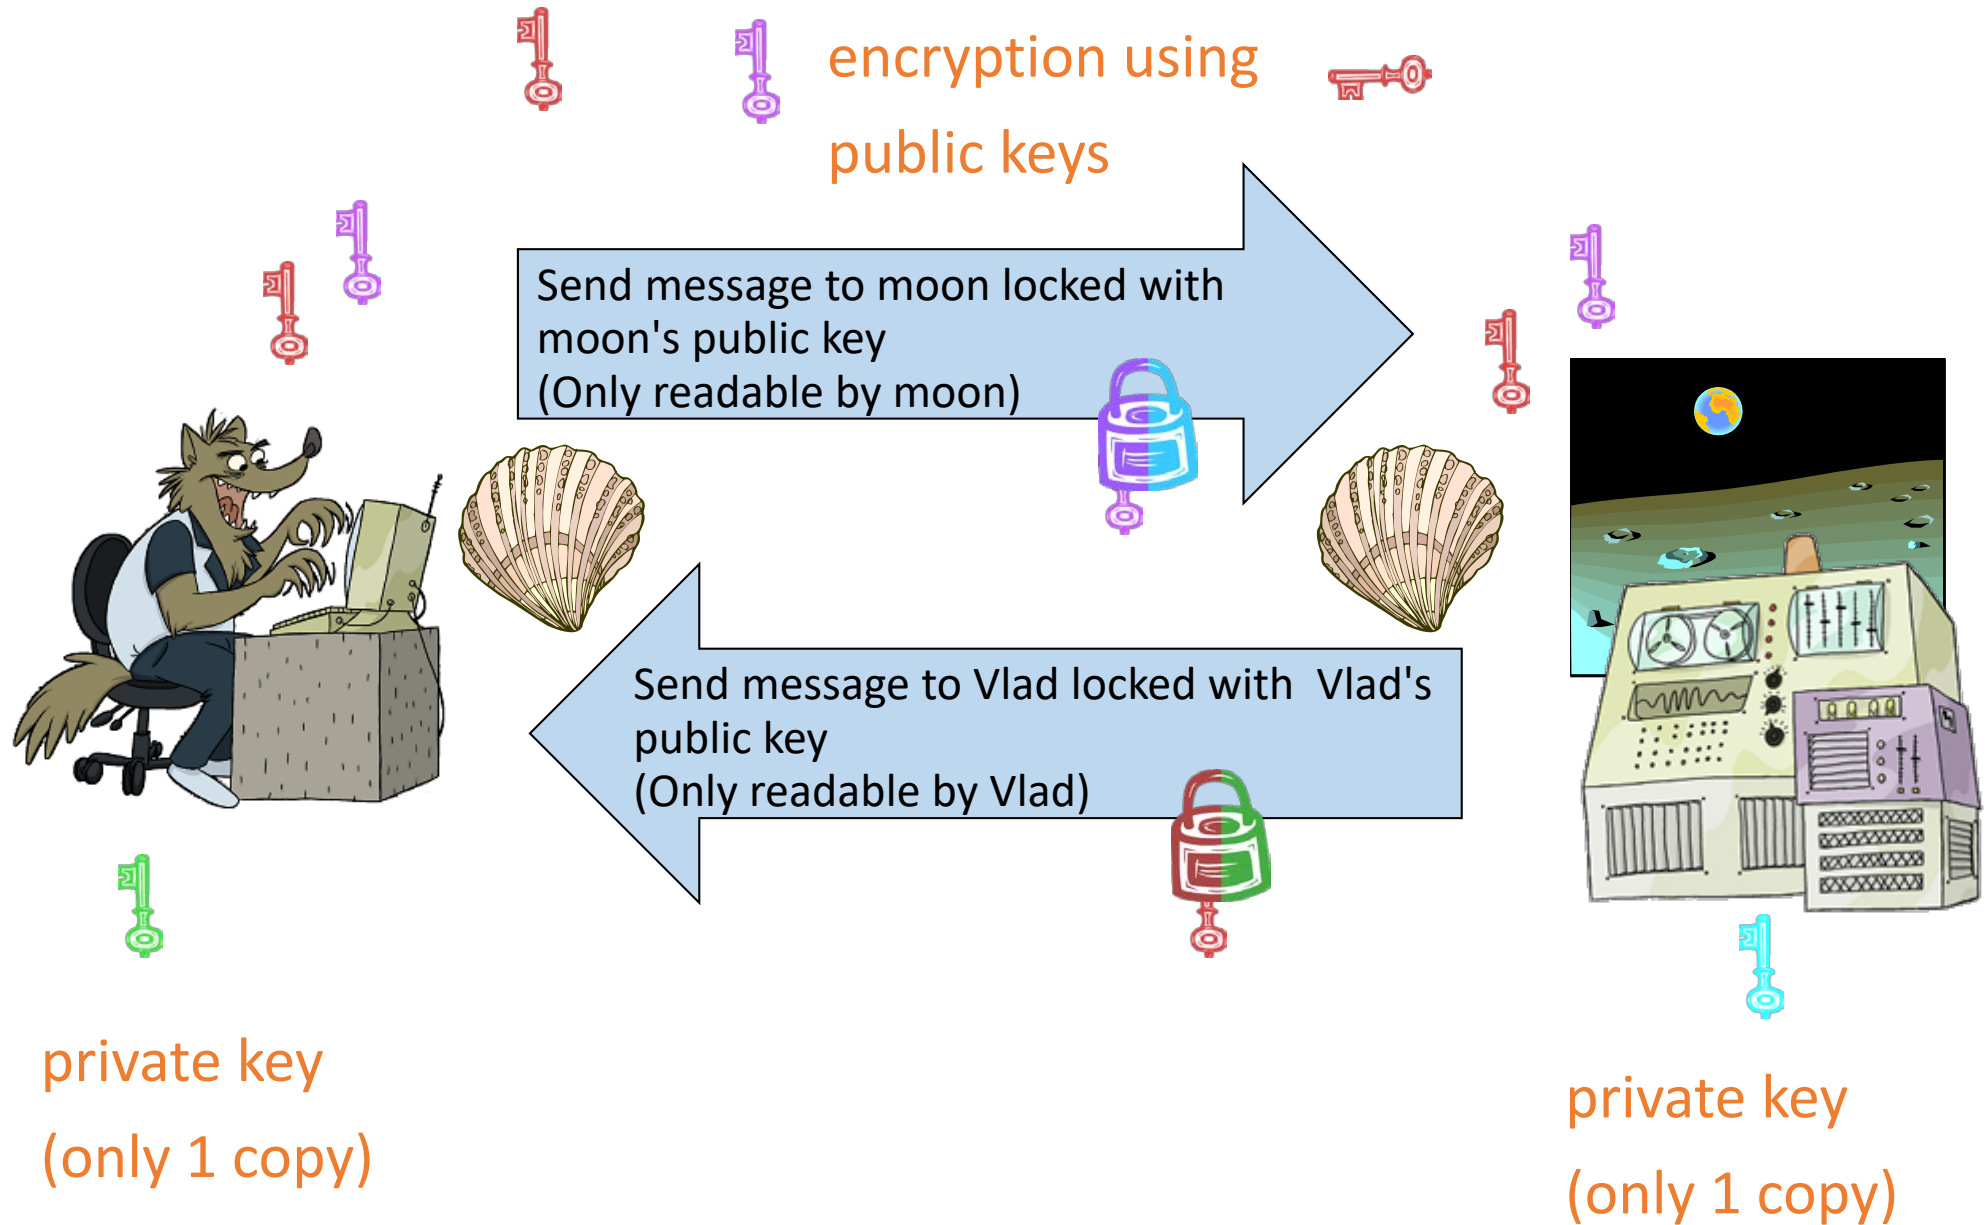 encryption using
public keys
Send message to moon locked with
moon's public key
(Only readable by moon)
Send message to Vlad locked with  Vlad's
public key
(Only readable by Vlad)
private key
(only 1 copy)
private key
(only 1 copy)